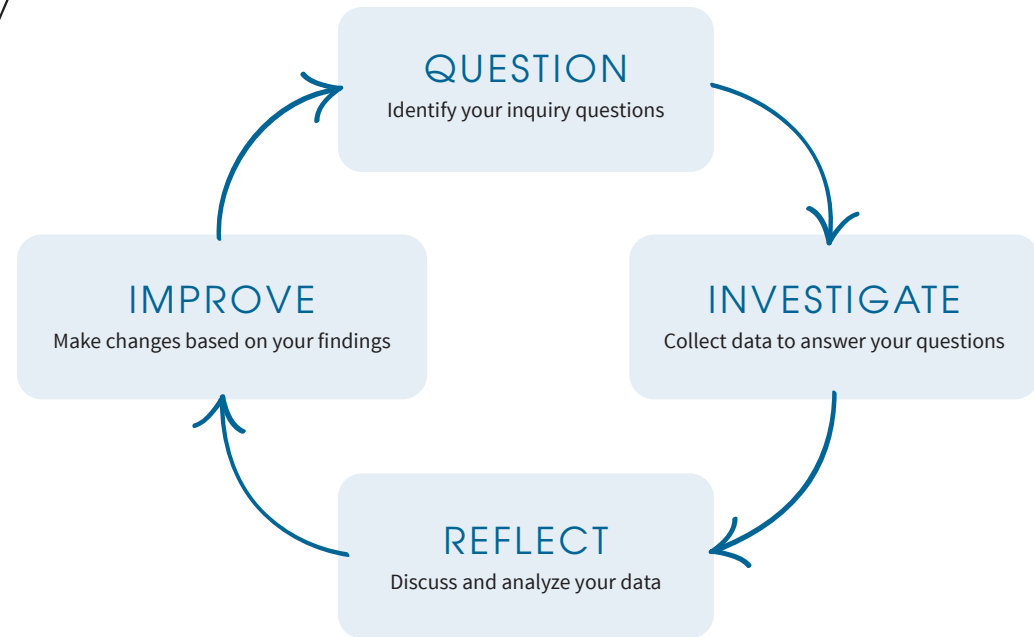 QUESTION
Identify your inquiry questions
INVESTIGATE
Collect data to answer your questions
REFLECT
Discuss and analyze your data
IMPROVE
Make changes based on your findings